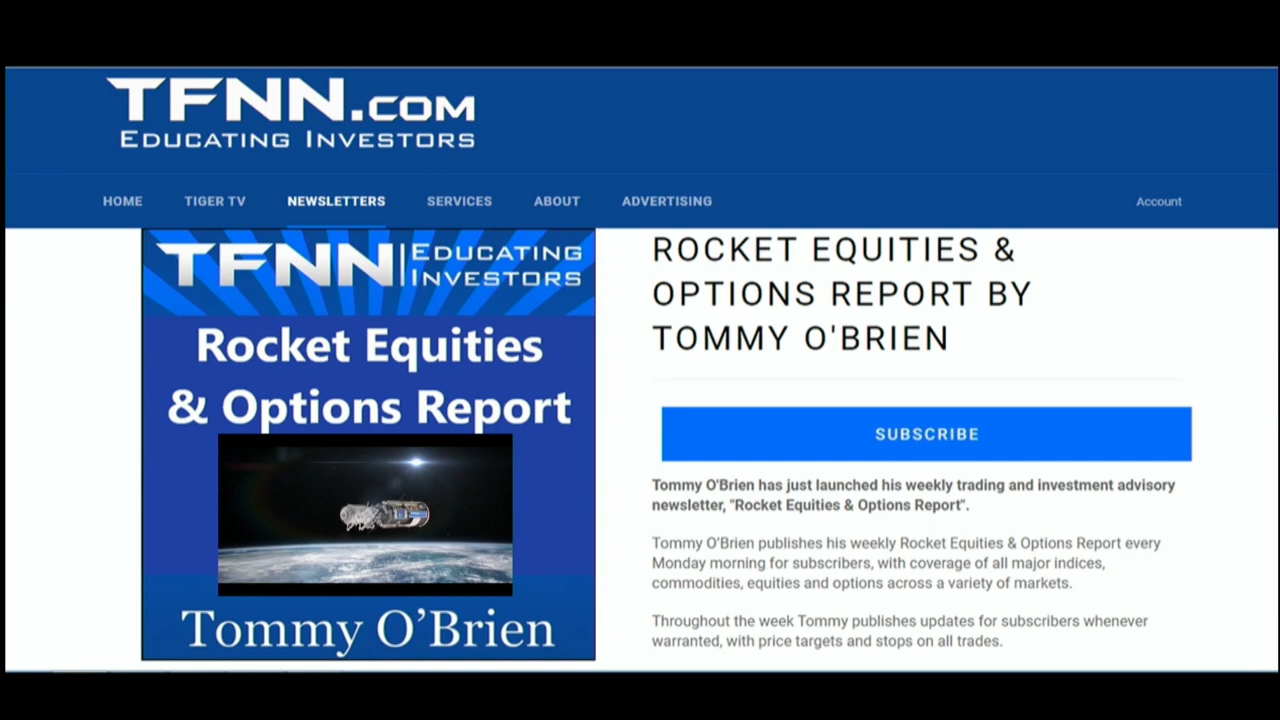 TFNN.COM
EDUCATING INVESTORS
HOME TIGER TV NEWSLETTERS SERVICES ABOUT ADVERTISING Account
TFNN EDUCATING
INVESTORS
Rocket Equities
& Options Report
Tommy O’Brien
ROCKET EQUITIES &
OPTIONS REPORT BY
TOMMY O'BRIEN
SUBSCRIBE
Tommy O'Brien has just launched his weekly trading and investment advisory
newsletter, "Rocket Equities & Options Report".
Tommy O’Brien publishes his weekly Rocket Equities & Options Report every
Monday morning for subscribers, with coverage of all major indices,
commodities, equities and options across a variety of markets.
Throughout the week Tommy publishes updates for subscribers whenever
warranted, with price targets and stops on all trades.